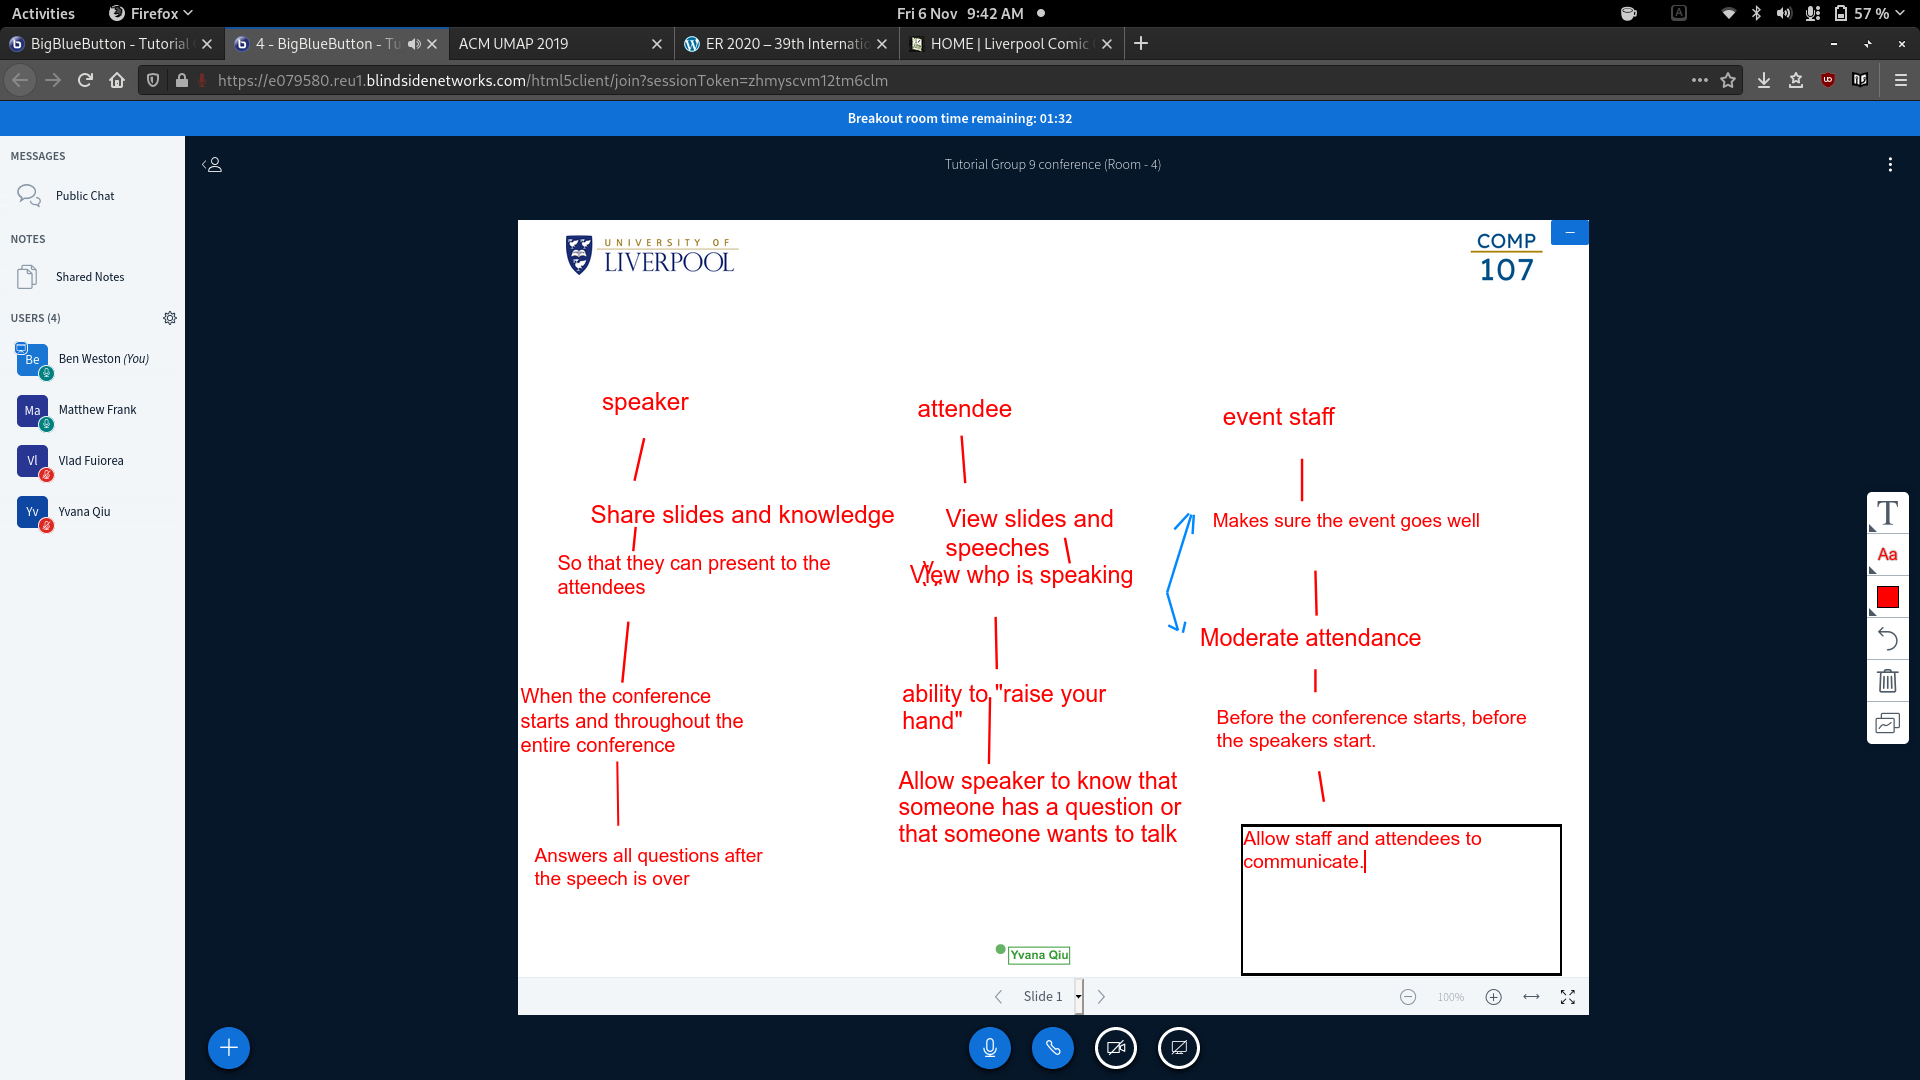 Activities
Firefox
Fri 6 Nov 9:42 AM
A
57 %
BigBlueButton - Tutorial
4 - BigBlueButton - Tu
ACM UMAP 2019
ER 2020 – 39th Internatio
HOME | Liverpool Comic
https://e079580.reu1.blindsidenetworks.com/html5client/join?sessionToken=zhmyscvm12tm6clm
Breakout room time remaining: 01:32
MESSAGES
Public Chat
NOTES
Shared Notes
USERS (4)
Be
Ben Weston (You)
Ma
Matthew Frank
Vl
Vlad Fuiorea
Yv
Yvana Qiu
Tutorial Group 9 conference (Room - 4)
UNIVERSITY OF
LIVERPOOL
COMP
107
speaker
Share slides and knowledge
So that they can present to the
attendees
When the conference
starts and throughout the
entire conference
Answers all questions after
the speech is over
attendee
View slides and
speeches
View who is speaking
ability to "raise your
hand"
Allow speaker to know that
someone has a question or
that someone wants to talk
event staff
Makes sure the event goes well
Moderate attendance
Before the conference starts, before
the speakers start.
Allow staff and attendees to
communicate.
Yvana Qiu
T
Aa
Slide 1
100%